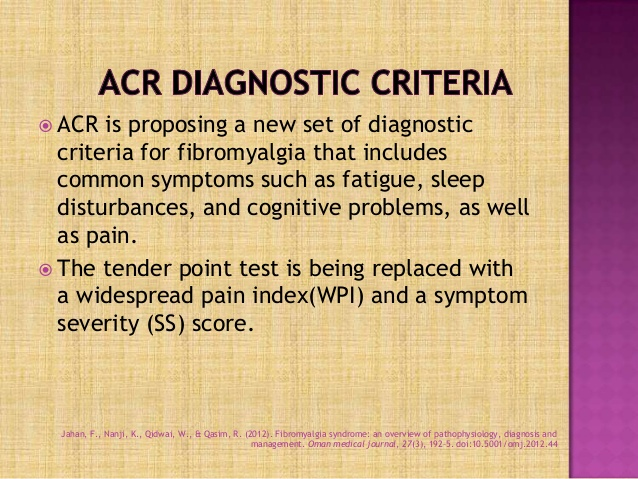 ACR DIAGNOSTIC CRITERIA
ACR is proposing a new set of diagnostic
criteria for fibromyalgia that includes
common symptoms such as fatigue, sleep
disturbances, and cognitive problems, as well
as pain.
The tender point test is being replaced with
a widespread pain index(WPI) and a symptom
severity (SS) score.
Jahan, F., Nanji, K., Qidwai, W., & Qasim, R. (2012). Fibromyalgia syndrome: an overview of pathophysiology, diagnosis and
management. Oman medical journal, 27(3), 192-5. doi:10.5001/omj.2012.44